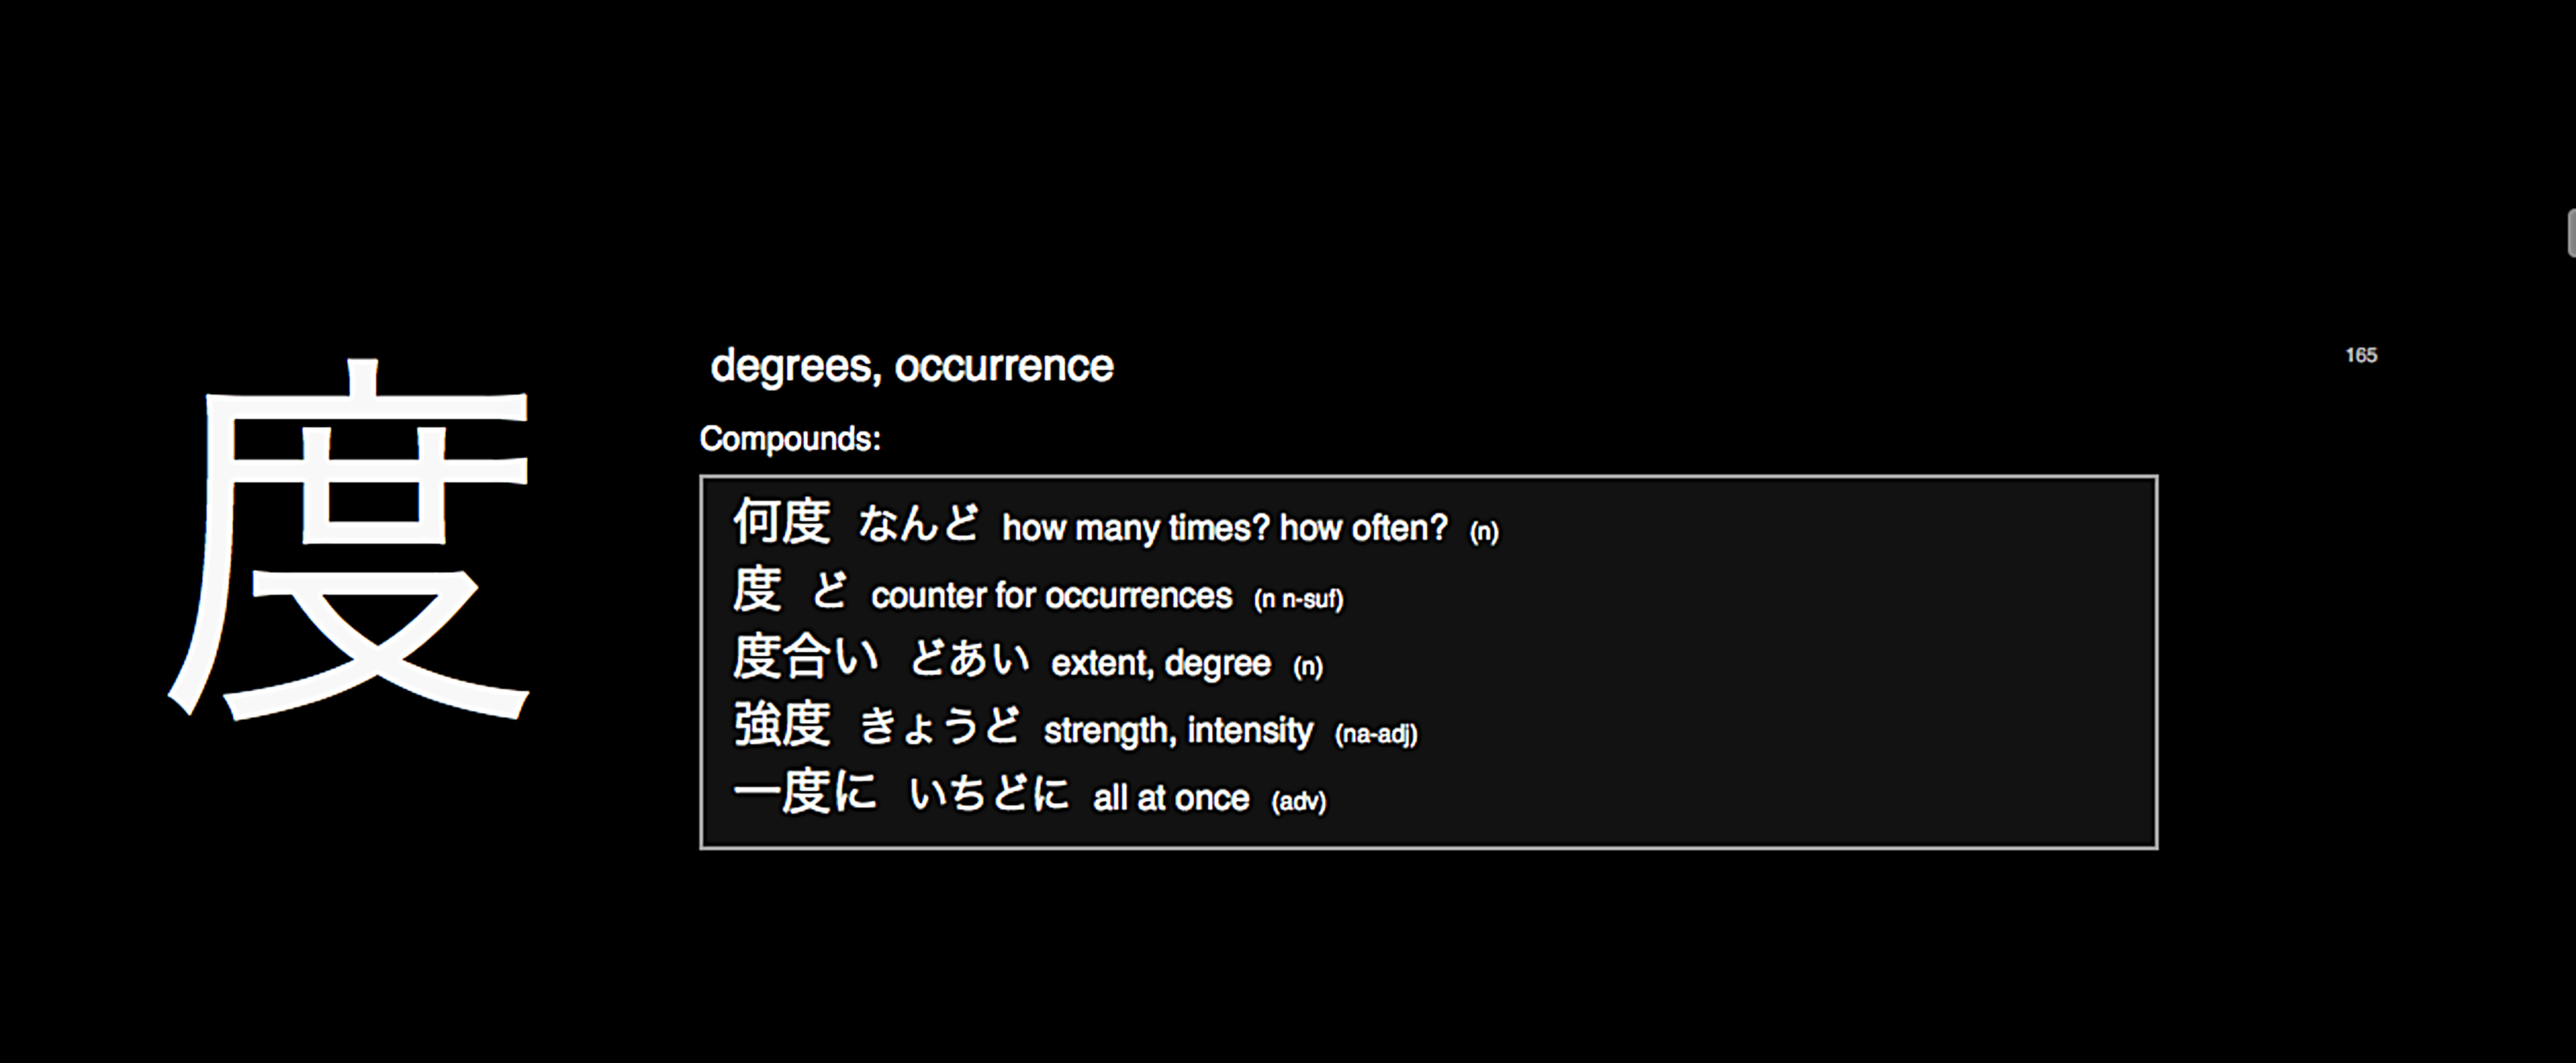 度
degrees, occurrence
165
Compounds:
何度 なんど how many times? how often? (n)
度 ど counter for occurrences (n n-suf)
度合い どあい extent, degree (n)
強度 きょうど strength, intensity (na-adj)
一度に いちどに all at once (adv)